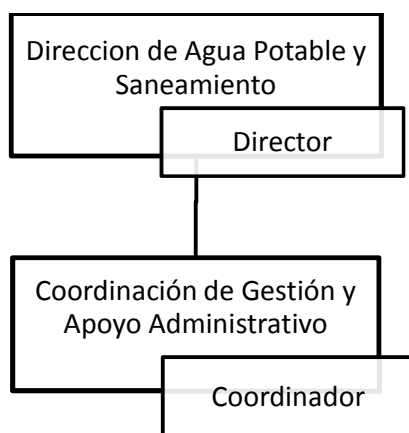 Direccion de Agua Potable y
Saneamiento
Director
Coordinación de Gestión y
Apoyo Administrativo
Coordinador